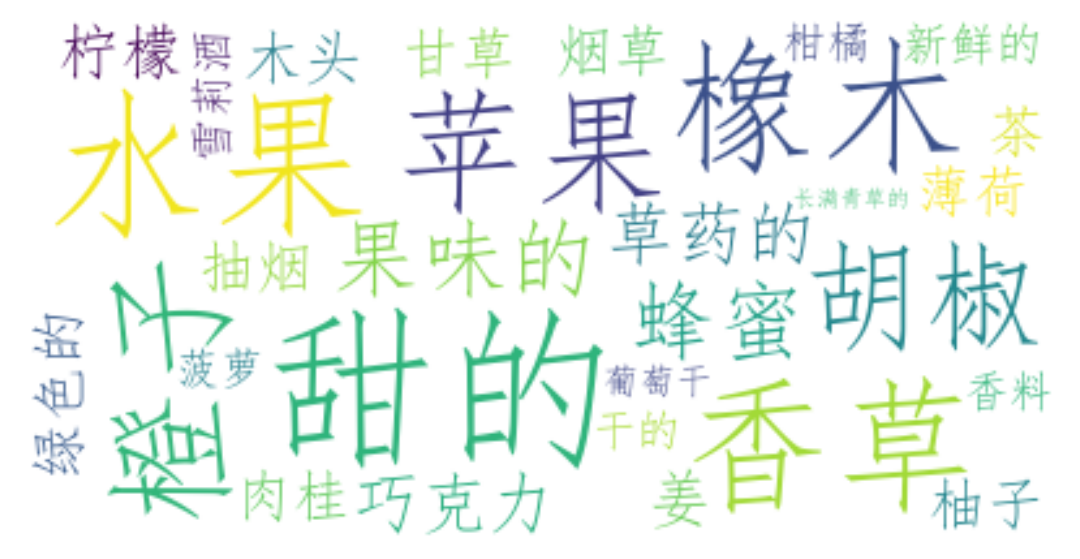 柠檬
雪莉酒
木头
甘草
烟草
橡木
柑橘
新鲜的
水果
苹果
茶
薄荷
长满青草的
草药的
抽烟
果味的
橙子
蜂蜜
胡椒
绿色的
菠萝
甜的
葡萄干
干的
香草
香料
肉桂
巧克力
姜
柚子